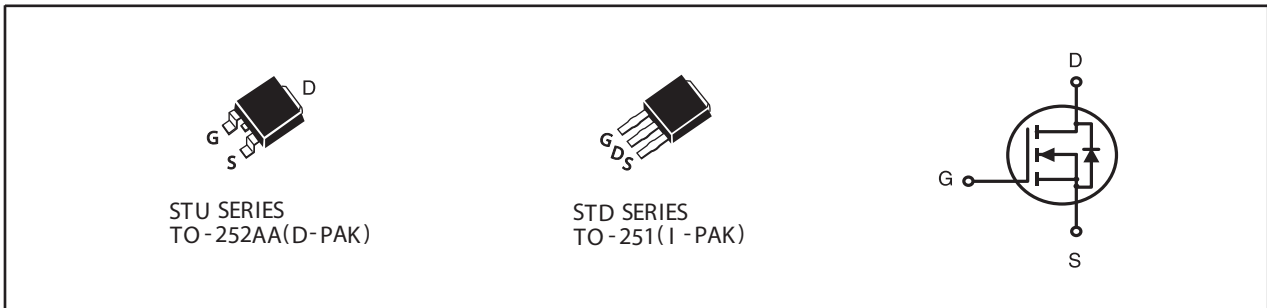 D
G
S
STU SERIES
TO-252AA(D-PAK)
G
D
S
STD SERIES
TO-251(I-PAK)
D
G
S